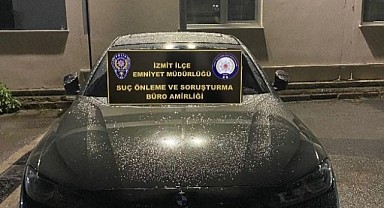 İZMİT İLÇE
EMNİYET MÜDÜRLÜĞÜ
SUÇ ÖNLEME VE SORUŞTURMA
BÜRO AMİRLİĞİ